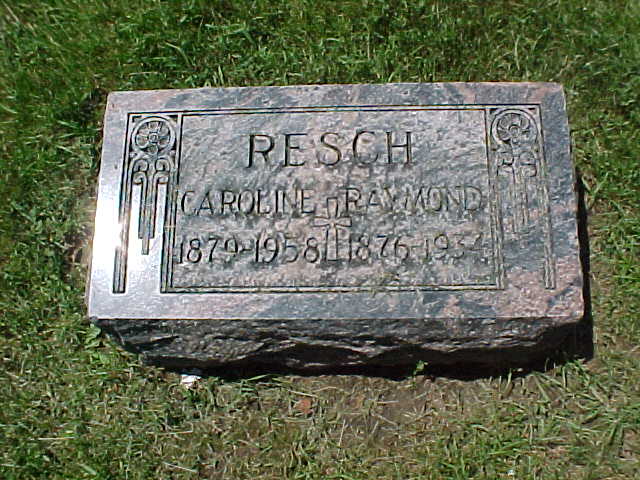 RESCH
CAROLINE RAYMOND
1879-1958 1876-1934